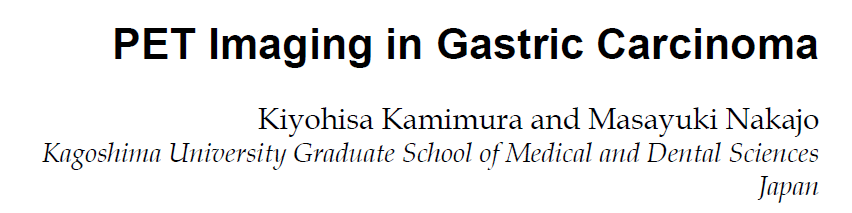 PET Imaging in Gastric Carcinoma
Kiyohisa Kamimura and Masayuki Nakajo
Kagoshima University Graduate School of Medical and Dental Sciences
Japan